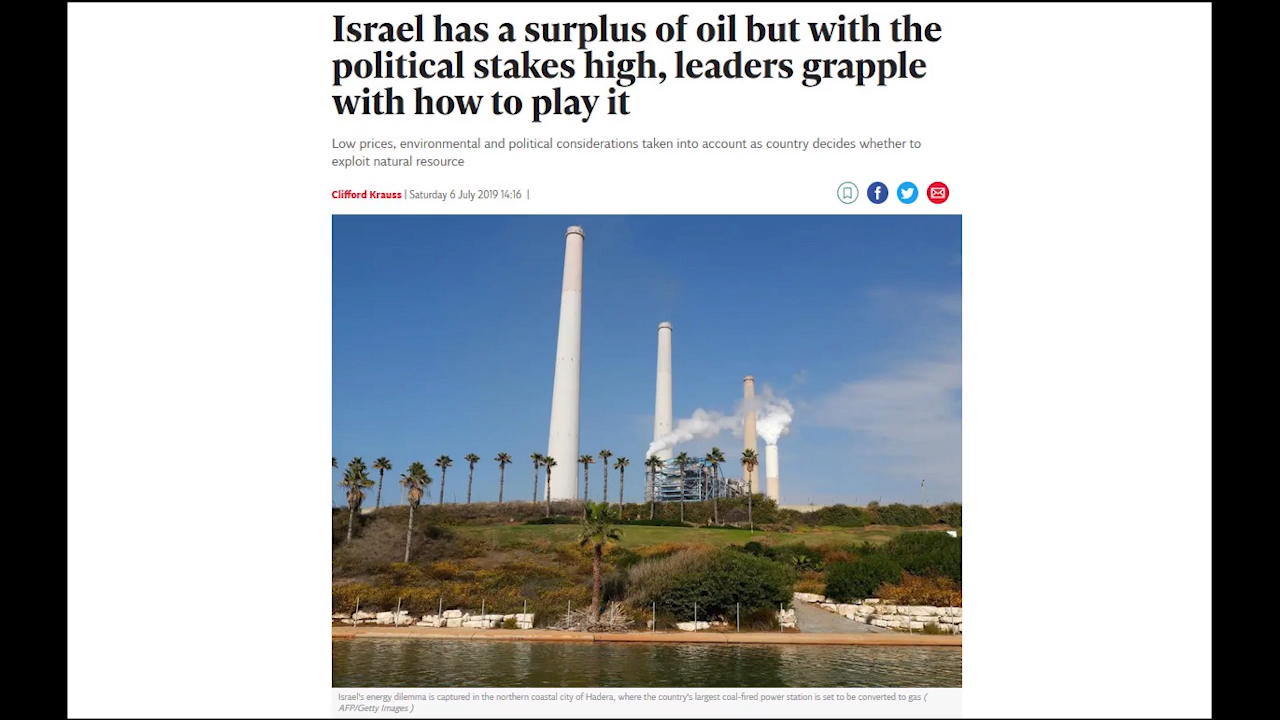 Israel has a surplus of oil but with the
political stakes high, leaders grapple
with how to play it
Low prices, environmental and political considerations taken into account as country decides whether to
exploit natural resource
Clifford Krauss | Saturday 6 July 2019 14:16 |
Israel's energy dilemma is captured in the northern coastal city of Hadera, where the country's largest coal-fired power station is set to be converted to gas (
AFP/Getty Images )